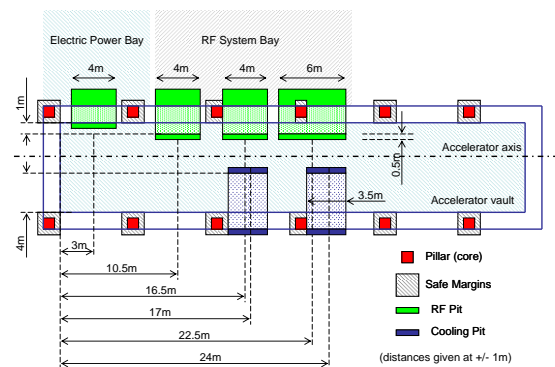 Electric Power Bay
RF System Bay
4m
4m
4m
6m
1m
Accelerator axis
0.5m
3.5m
Accelerator vault
4m
3m
10.5m
16.5m
17m
22.5m
24m
Pillar (core)
Safe Margins
RF Pit
Cooling Pit
(distances given at +/- 1m)